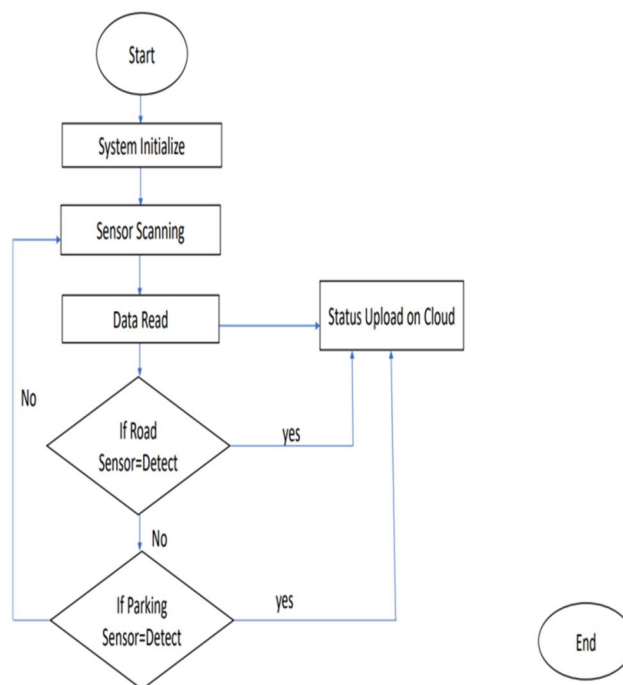 Start
System Initialize
Sensor Scanning
Data Read
Status Upload on Cloud
No
If Road
Sensor=Detect
yes
No
If Parking
Sensor=Detect
yes
End